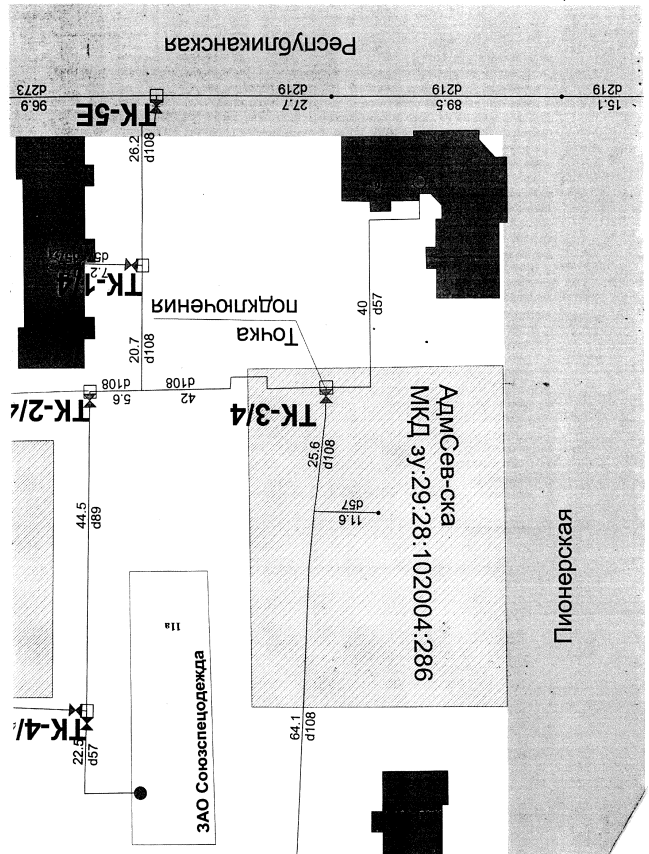 Республиканская
d273
96.9
d219
27.7
d219
89.5
d219
15.1
ТК-5Е
26.2
d108
7.2
ТК-1/4
Точка
подключения
20.7
d108
40
d57
d108
5.6
d108
42
ТК-2/4
ТК-3/4
АдмСев-ска
МКД зу:29:28:102004:286
25.6
d108
d57
11.6
44.5
d89
Пионерская
11а
ЗАО Союзспецодежда
ТК-4/
22.5
d57
64.1
d108